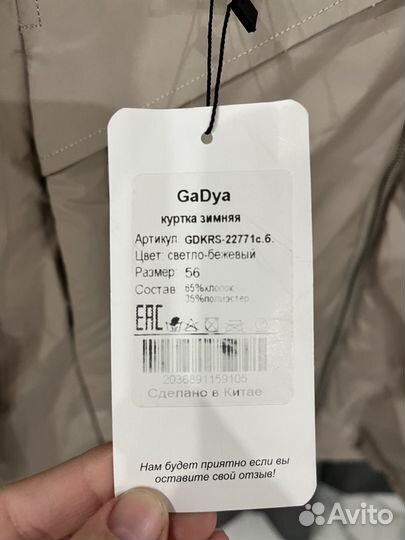 GaDya
куртка зимняя
Артикул: GDKRS-22771с.б.
Цвет: светло-бежевый
Размер: 56
Состав: 65%хлопок
35%полиэстер
EAC
2036891159105
Сделано в Китае
Нам будет приятно если вы
оставите свой отзыв!
Avito